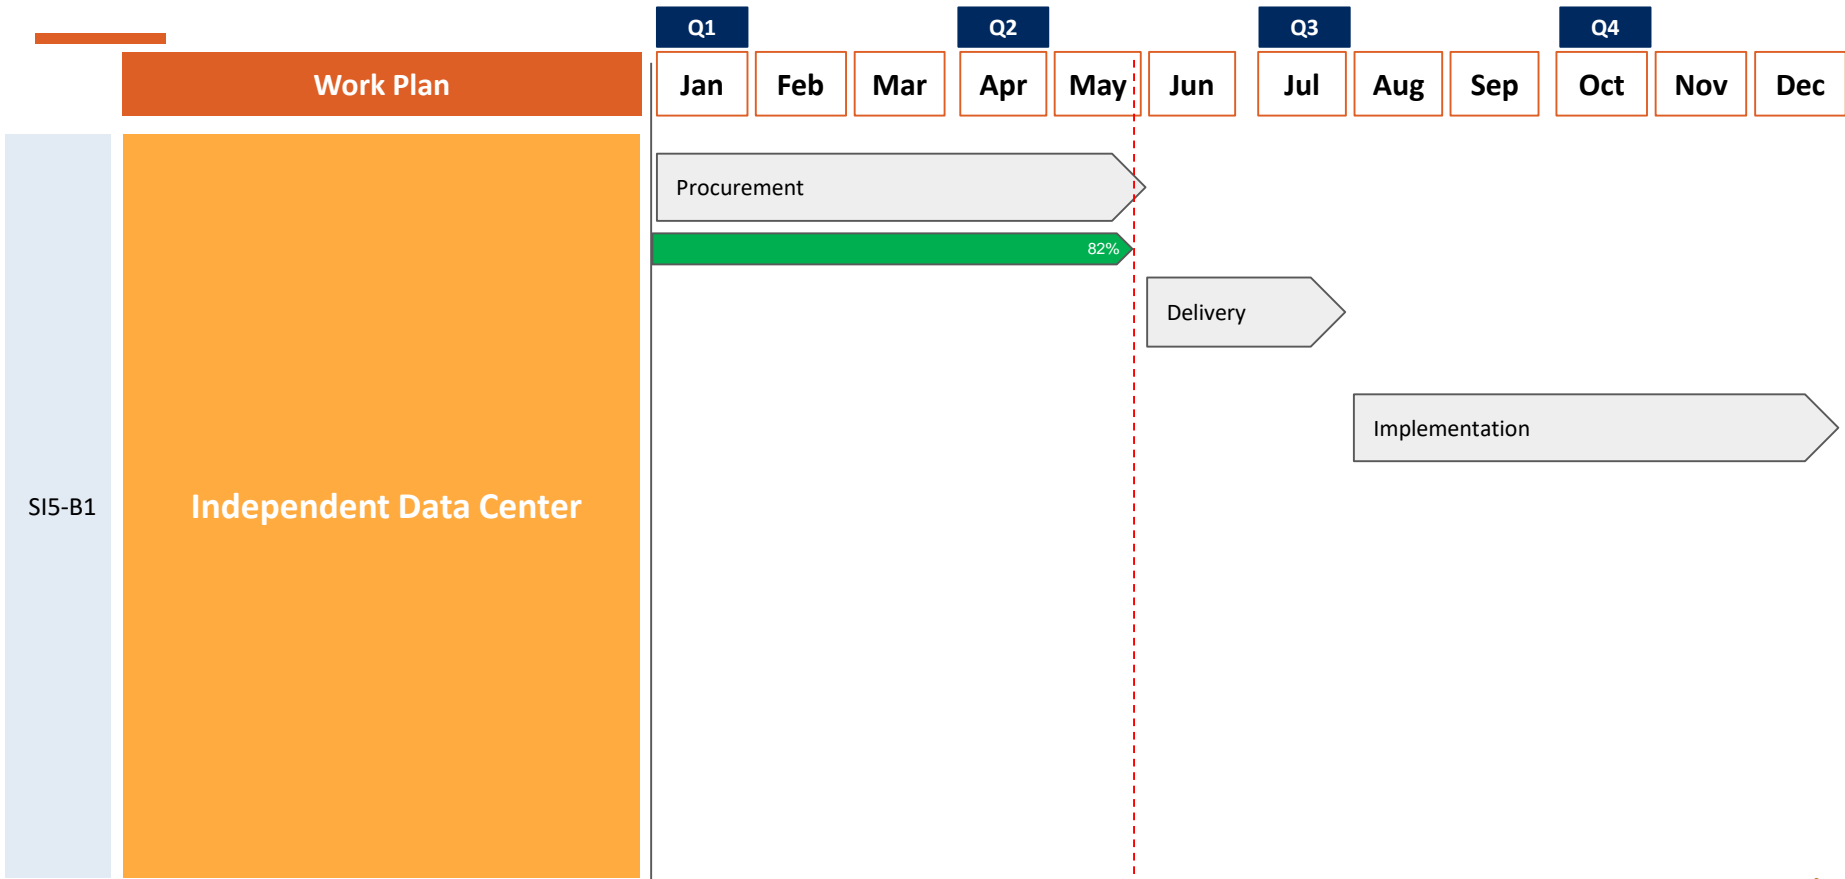 Q1 Q2 Q3 Q4
Work Plan Jan Feb Mar Apr May Jun Jul Aug Sep Oct Nov Dec
Procurement
82%
Delivery
Implementation
SI5-B1 Independent Data Center